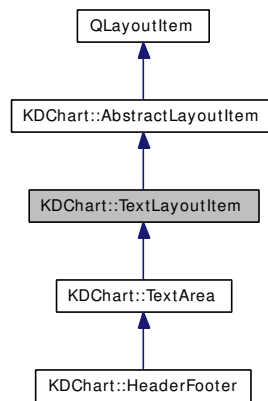 QLayoutItem
KDChart::AbstractLayoutItem
KDChart::TextLayoutItem
KDChart::TextArea
KDChart::HeaderFooter